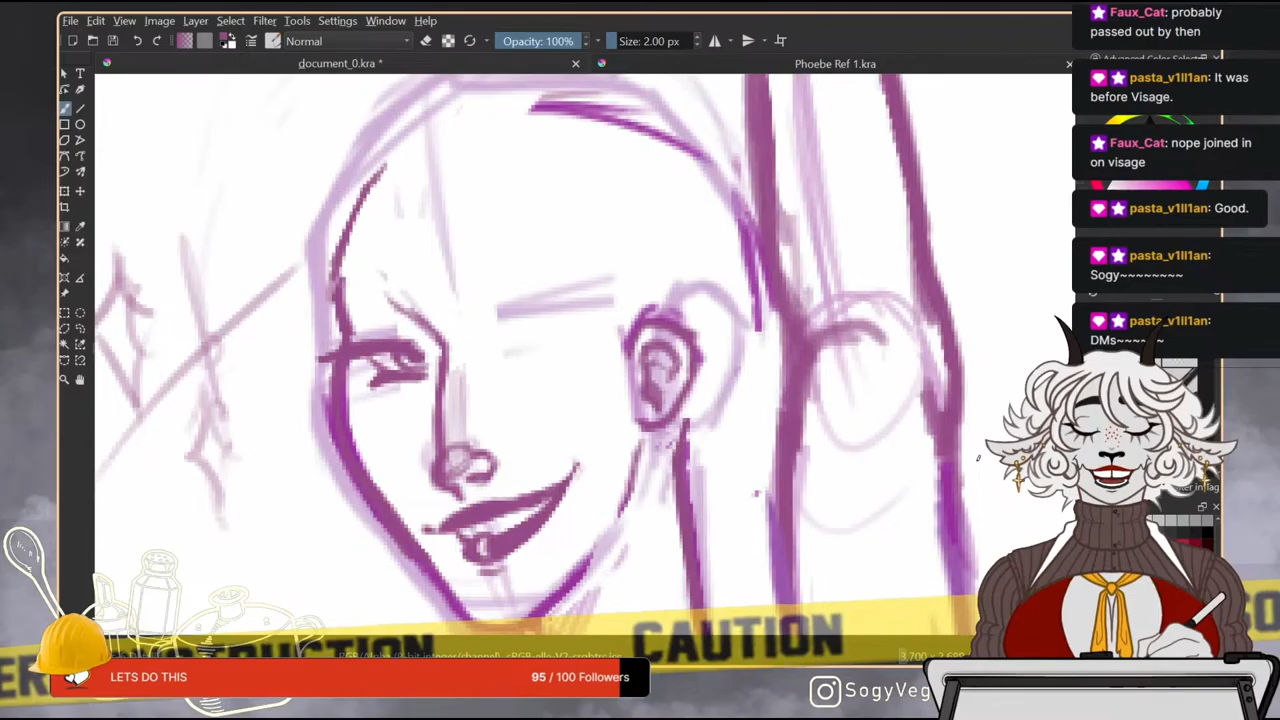 File Edit View Image Layer Select Filter Tools Settings Window Help
Normal
Opacity: 100%
Size: 2.00 px
document_0.kra *
Phoebe Ref 1.kra
Faux_Cat: probably
passed out by then
pasta_v1ll1an: It was
before Visage.
Faux_Cat: nope joined in
on visage
pasta_v1ll1an: Good.
pasta_v1ll1an:
Sogy~~~~~~~~
pasta_v1ll1an:
DMs~~~~~~
CAUTION
LETS DO THIS
95 / 100 Followers
SogyVeg